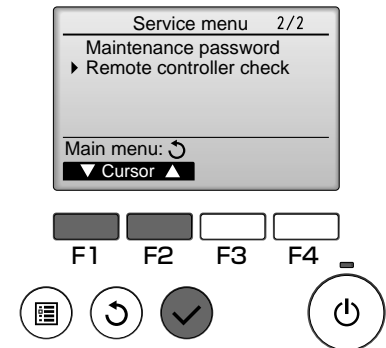 Service menu 2/2
Maintenance password
Remote controller check
Main menu:
▼ Cursor ▲
F1 F2 F3 F4